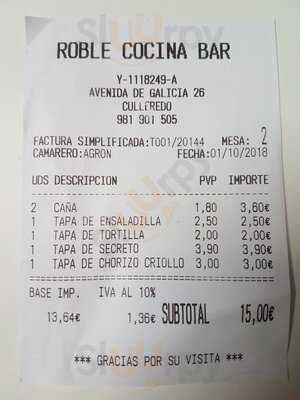 ROBLE COCINA BAR
Y-1118249-A
AVENIDA DE GALICIA 26
CULLEREDO
981 901 505
FACTURA SIMPLIFICADA:T001/20144 MESA: 2
CAMARERO:AGRON FECHA:01/10/2018
UDS DESCRIPCION PVP IMPORTE
2 CAÑA 1,80 3,60€
1 TAPA DE ENSALADILLA 2,50 2,50€
1 TAPA DE TORTILLA 2,00 2,00€
1 TAPA DE SECRETO 3,90 3,90€
1 TAPA DE CHORIZO CRIOLLO 3,00 3,00€
BASE IMP. IVA AL 10%
13,64€ 1,36€ SUBTOTAL 15,00€
*** GRACIAS POR SU VISITA ***